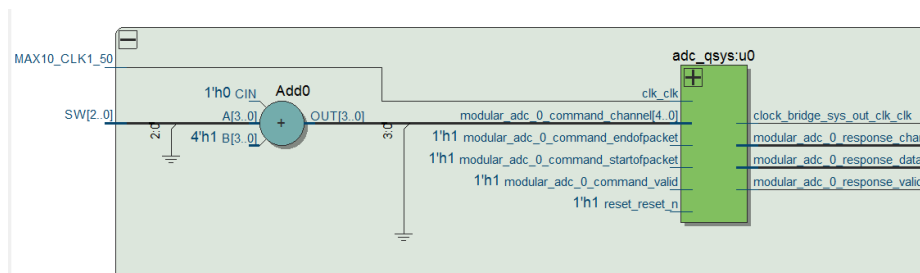 adc_qsys:u0
MAX10_CLK1_50
1'h0 CIN
Add0
clk_clk
SW[2..0]
2:0
A[3..0]
+
OUT[3..0]
3:0
modular_adc_0_command_channel[4..0]
clock_bridge_sys_out_clk_clk
4'h1 B[3..0]
1'h1 modular_adc_0_command_endofpacket
modular_adc_0_response_cha
1'h1 modular_adc_0_command_startofpacket
modular_adc_0_response_data
1'h1 modular_adc_0_command_valid
modular_adc_0_response_valid
1'h1 reset_reset_n